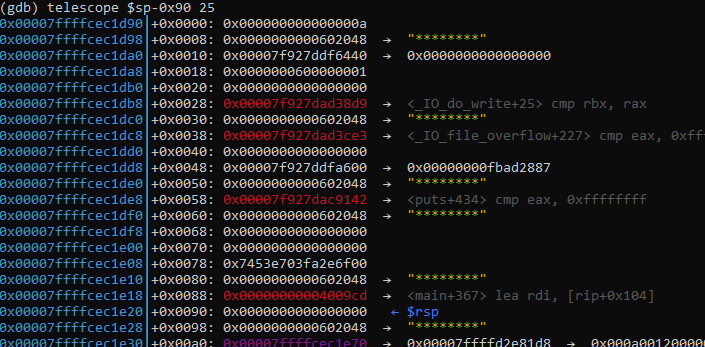 (gdb) telescope $sp-0x90 25
0x00007ffffcec1d90│+0x0000: 0x000000000000000a
0x00007ffffcec1d98│+0x0008: 0x0000000000602048 → "********"
0x00007ffffcec1da0│+0x0010: 0x00007f927ddf6440 → 0x0000000000000000
0x00007ffffcec1da8│+0x0018: 0x0000000600000001
0x00007ffffcec1db0│+0x0020: 0x0000000000000000
0x00007ffffcec1db8│+0x0028: 0x00007f927dad38d9 → <_IO_do_write+25> cmp rbx, rax
0x00007ffffcec1dc0│+0x0030: 0x0000000000602048 → "********"
0x00007ffffcec1dc8│+0x0038: 0x00007f927dad3ce3 → <_IO_file_overflow+227> cmp eax, 0xfff
0x00007ffffcec1dd0│+0x0040: 0x0000000000000000
0x00007ffffcec1dd8│+0x0048: 0x00007f927ddfa600 → 0x00000000fbad2887
0x00007ffffcec1de0│+0x0050: 0x0000000000602048 → "********"
0x00007ffffcec1de8│+0x0058: 0x00007f927dac9142 → <puts+434> cmp eax, 0xffffffff
0x00007ffffcec1df0│+0x0060: 0x0000000000602048 → "********"
0x00007ffffcec1df8│+0x0068: 0x0000000000000000
0x00007ffffcec1e00│+0x0070: 0x0000000000000000
0x00007ffffcec1e08│+0x0078: 0x7453e703fa2e6f00
0x00007ffffcec1e10│+0x0080: 0x0000000000602048 → "********"
0x00007ffffcec1e18│+0x0088: 0x00000000004009cd → <main+367> lea rdi, [rip+0x104]
0x00007ffffcec1e20│+0x0090: 0x0000000000000000 ← $rsp
0x00007ffffcec1e28│+0x0098: 0x0000000000602048 → "********"
0x00007ffffcec1e30│+0x00a0: 0x00007ffffcec1e70 → 0x00007ffffd2e81d8 → 0x000a00120000